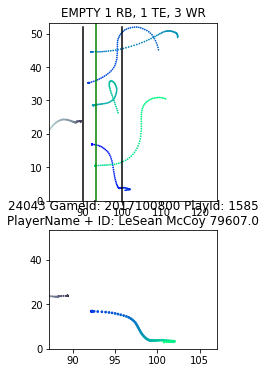 EMPTY 1 RB, 1 TE, 3 WR
50
40
30
20
10
0
90 100 110 120
24043 GameId: 2017100800 PlayId: 1585
PlayerName + ID: LeSean McCoy 79607.0
40
20
0
90 95 100 105